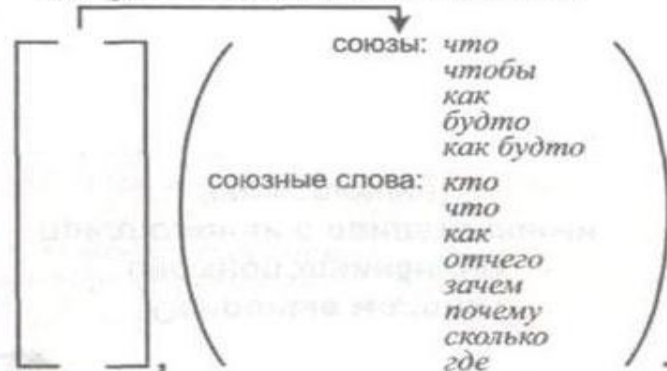 союзы: что
чтобы
как
будто
как будто
союзные слова: кто
что
как
отчего
зачем
почему
сколько
где